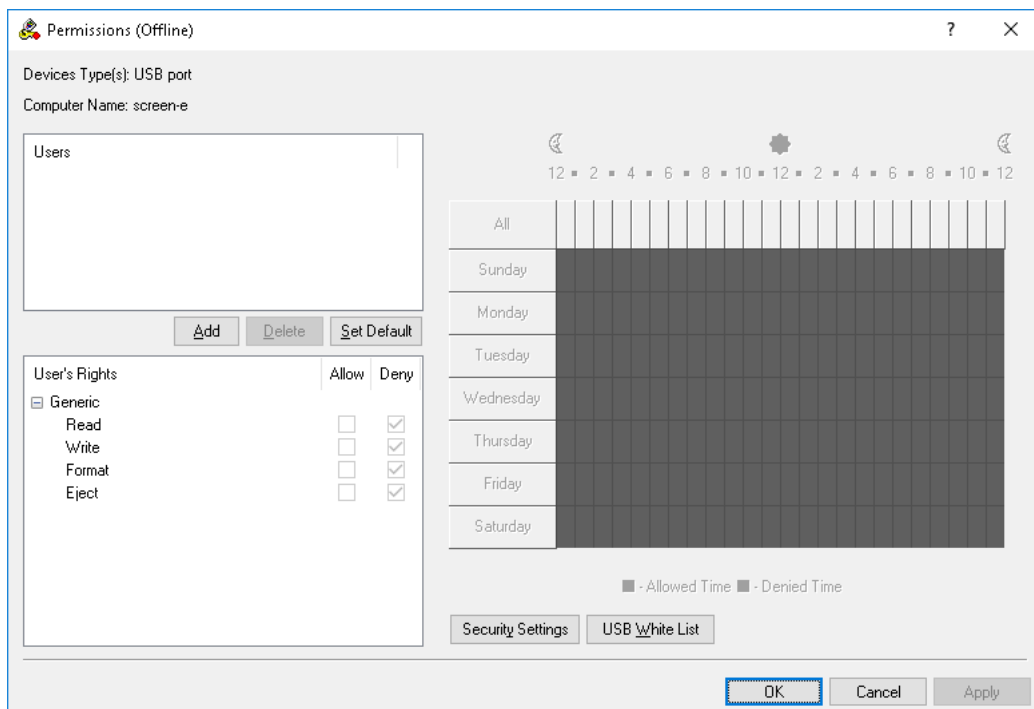 Permissions (Offline)
?
Devices Type(s): USB port
Computer Name: screen-e
Users
Add Delete Set Default
User's Rights Allow Deny
Generic
Read
Write
Format
Eject
12 ■ 2 ■ 4 ■ 6 ■ 8 ■ 10 ■ 12 ■ 2 ■ 4 ■ 6 ■ 8 ■ 10 ■ 12
All
Sunday
Monday
Tuesday
Wednesday
Thursday
Friday
Saturday
- Allowed Time - Denied Time
Security Settings USB White List
OK Cancel Apply